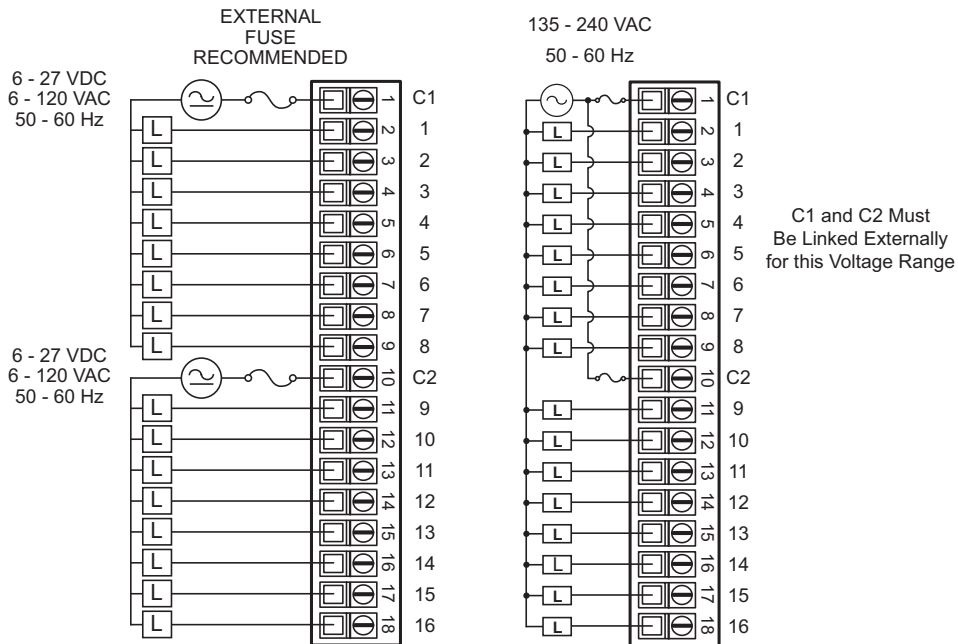 EXTERNAL
FUSE
RECOMMENDED
6 - 27 VDC
6 - 120 VAC
50 - 60 Hz
1 C1
L 2 1
L 3 2
L 4 3
L 5 4
L 6 5
L 7 6
L 8 7
L 9 8
6 - 27 VDC
6 - 120 VAC
50 - 60 Hz
10 C2
L 11 9
L 12 10
L 13 11
L 14 12
L 15 13
L 16 14
L 17 15
L 18 16
135 - 240 VAC
50 - 60 Hz
1 C1
L 2 1
L 3 2
L 4 3
L 5 4
L 6 5
L 7 6
L 8 7
L 9 8
10 C2
L 11 9
L 12 10
L 13 11
L 14 12
L 15 13
L 16 14
L 17 15
L 18 16
C1 and C2 Must
Be Linked Externally
for this Voltage Range